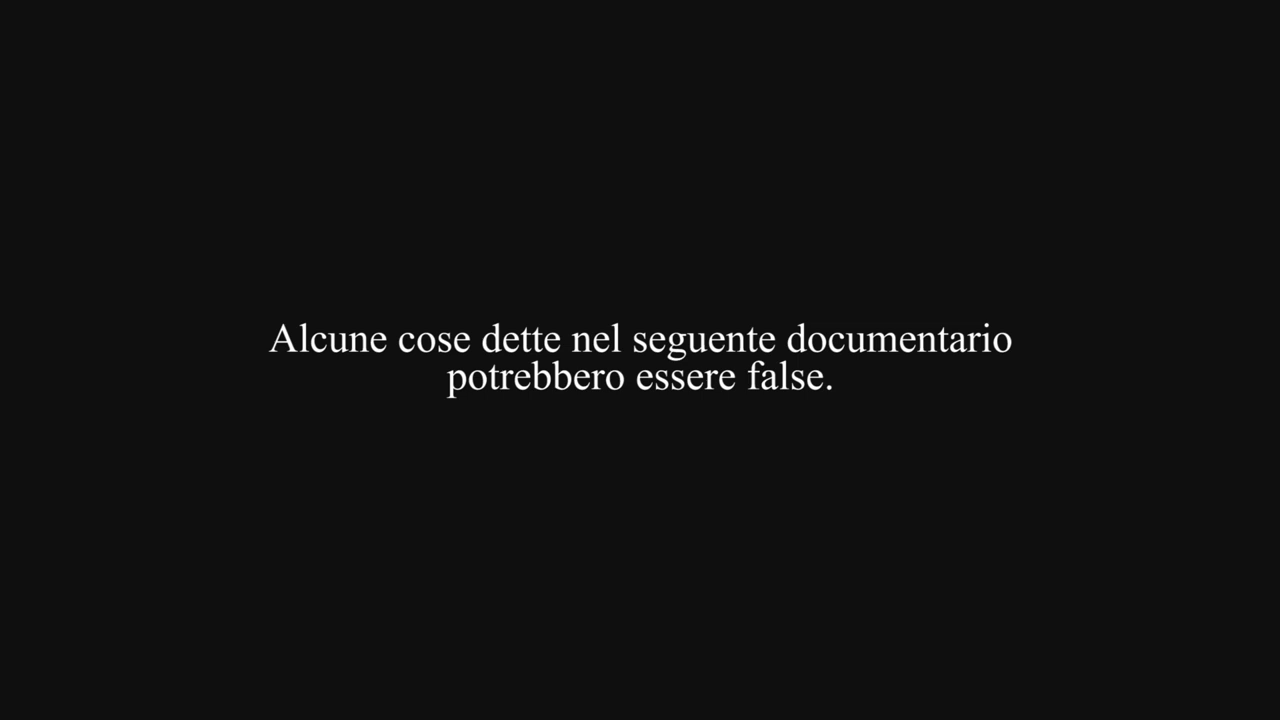 Alcune cose dette nel seguente documentario
potrebbero essere false.